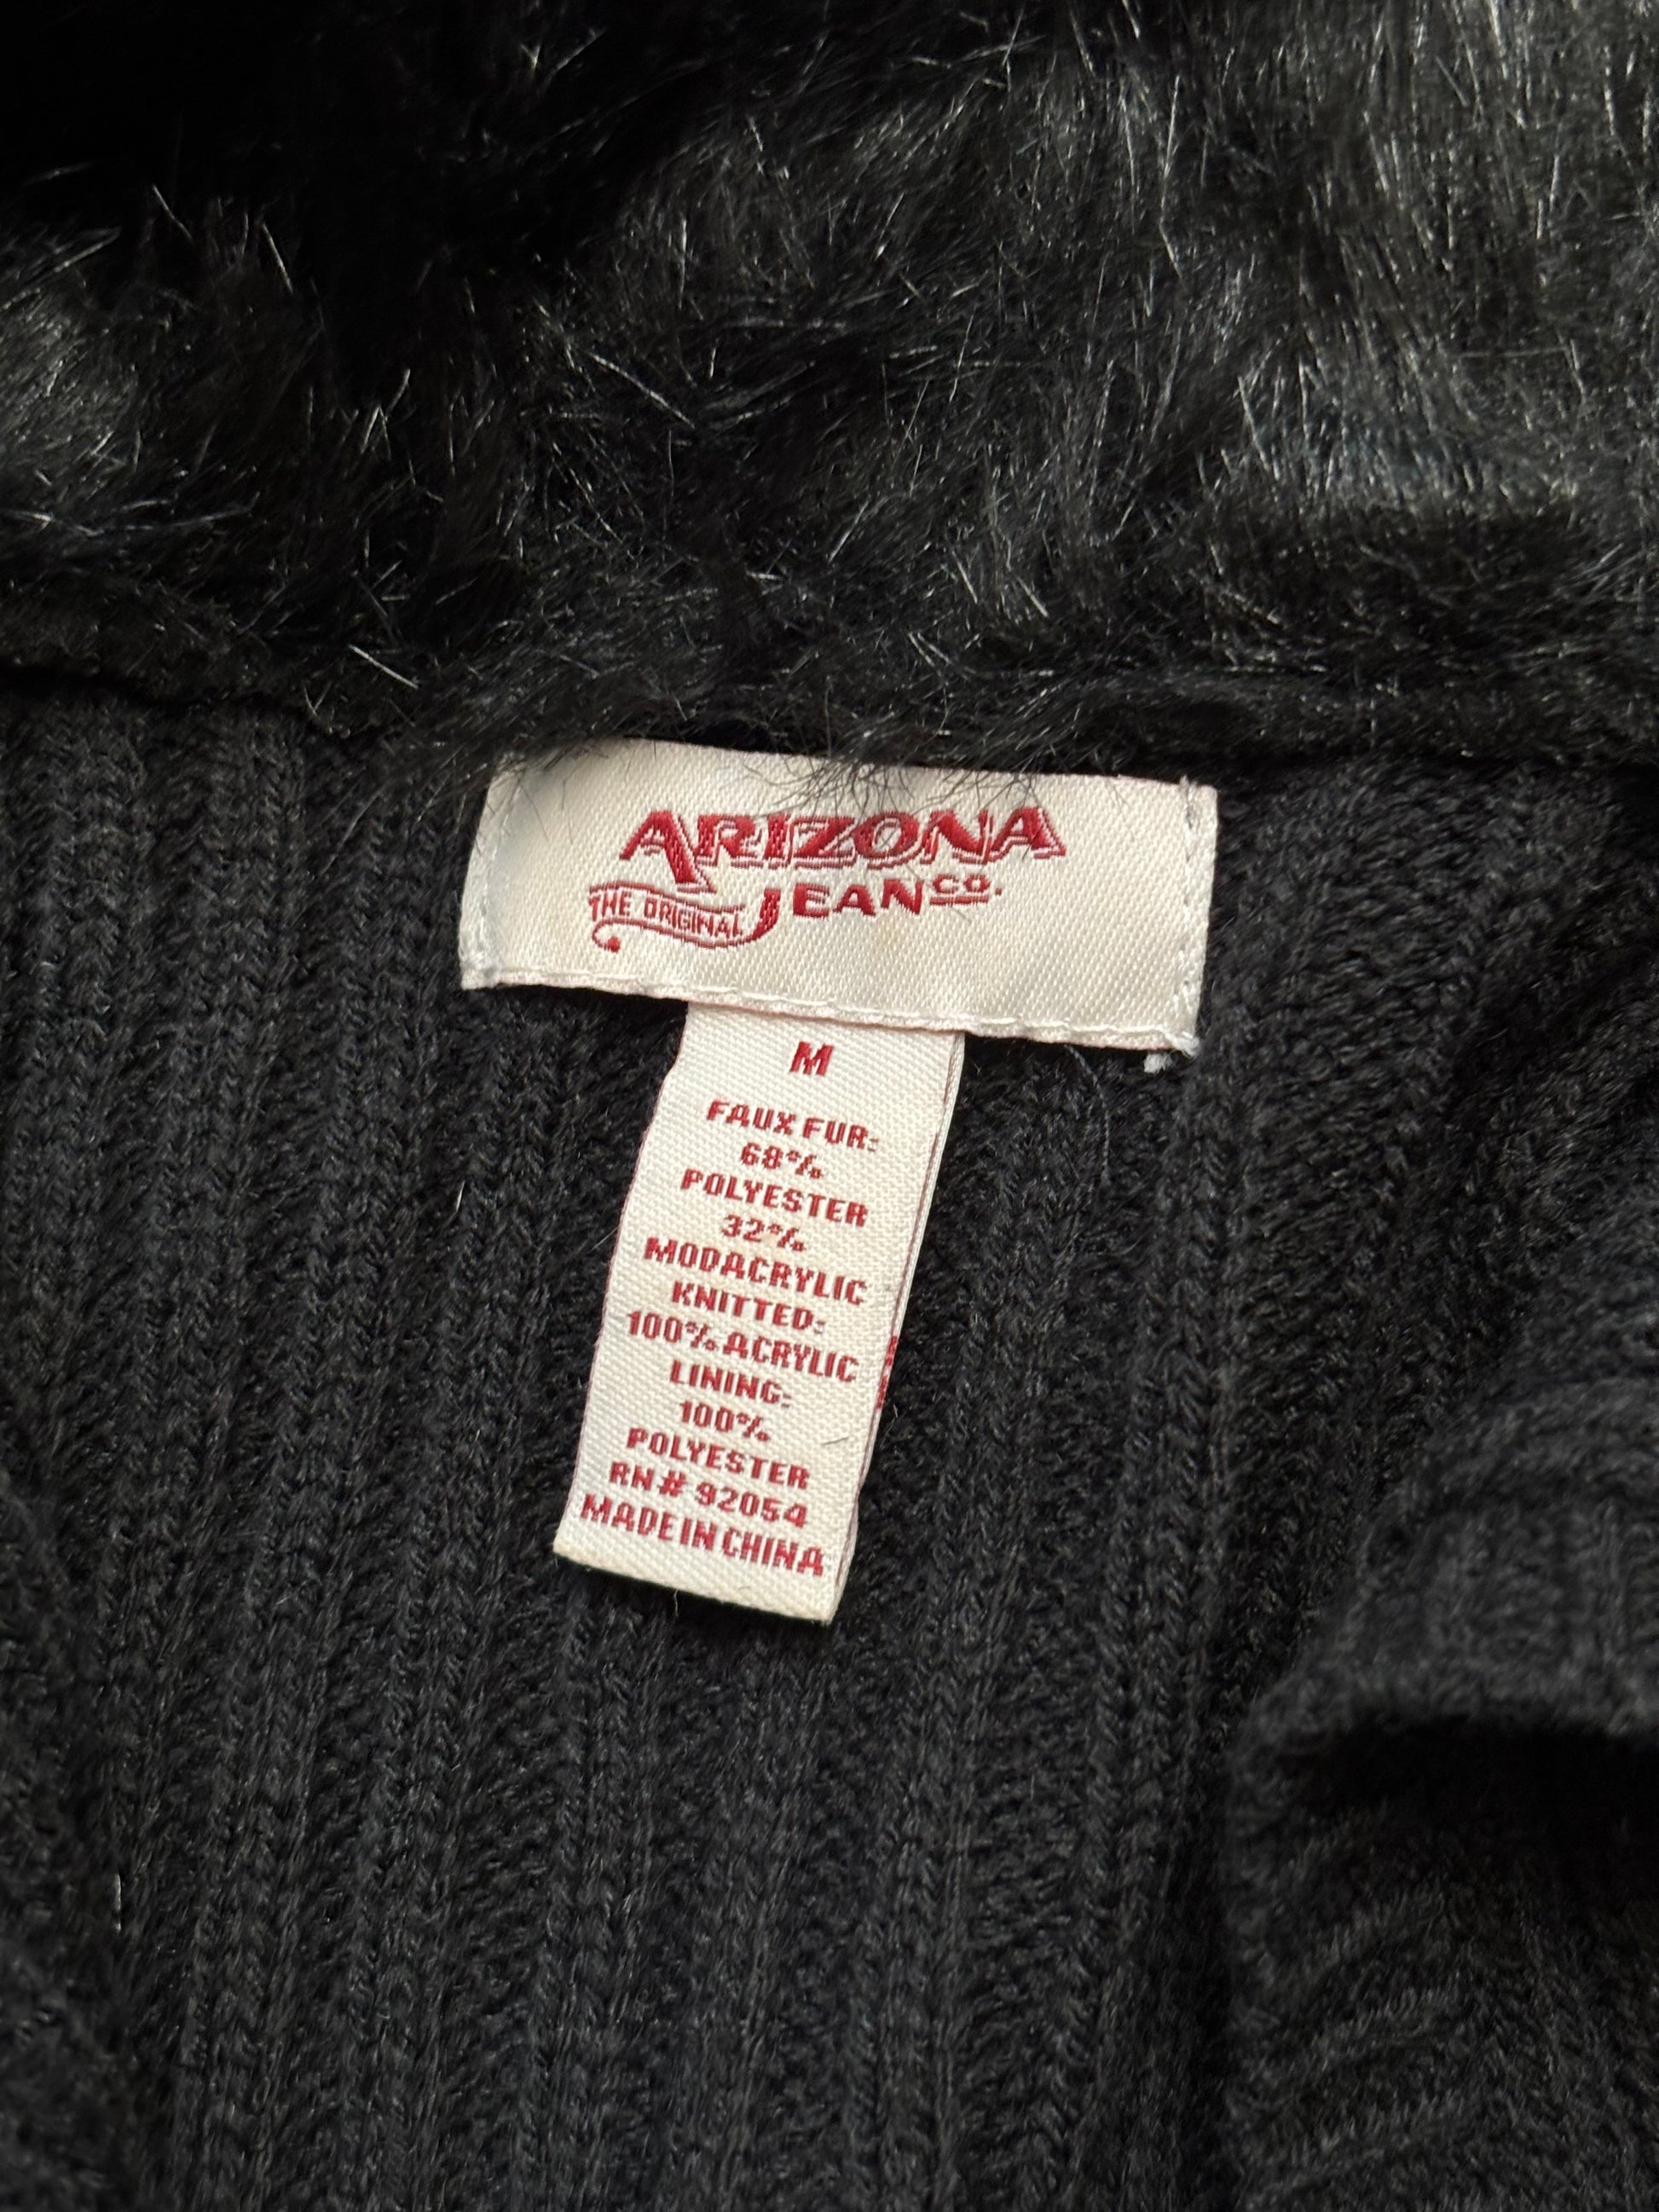 ARIZONA
THE ORIGINAL JEAN CO.
M
FAUX FUR:
68%
POLYESTER
32%
MODACRYLIC
KNITTED:
100% ACRYLIC
LINING:
100%
POLYESTER
RN# 92054
MADE IN CHINA